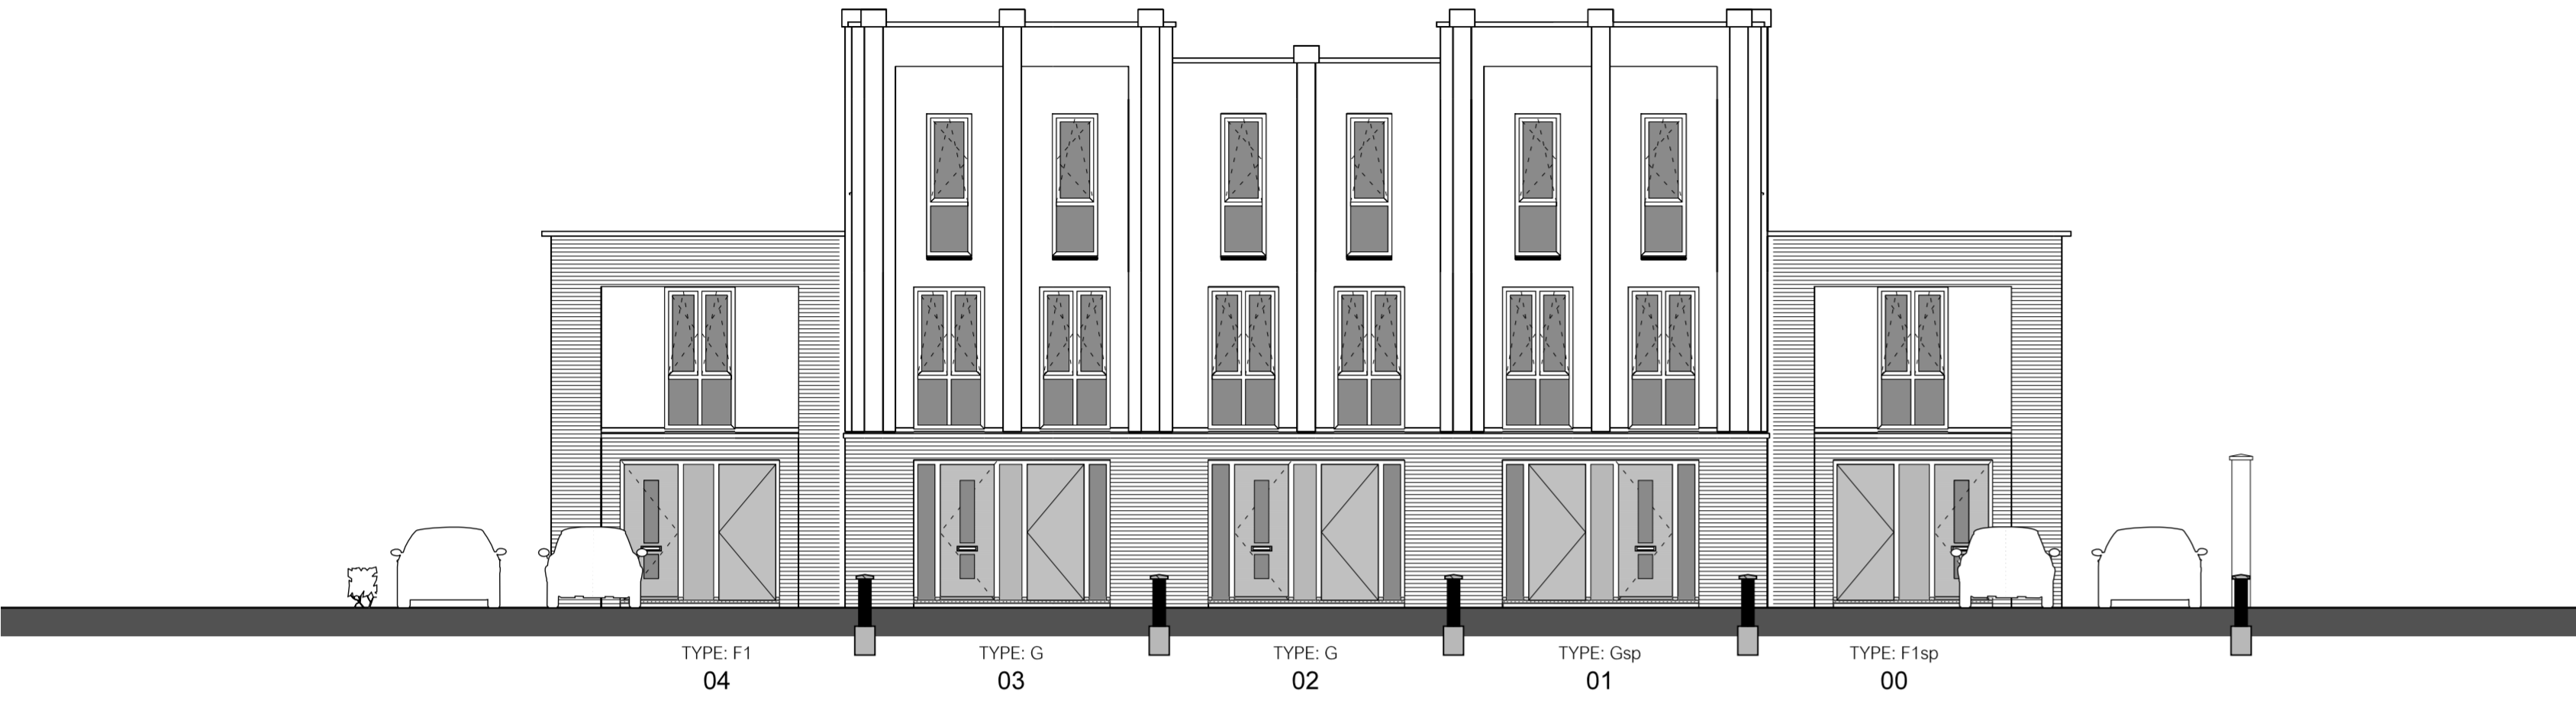 TYPE: F1
04
TYPE: G
03
TYPE: G
02
TYPE: Gsp
01
TYPE: F1sp
00